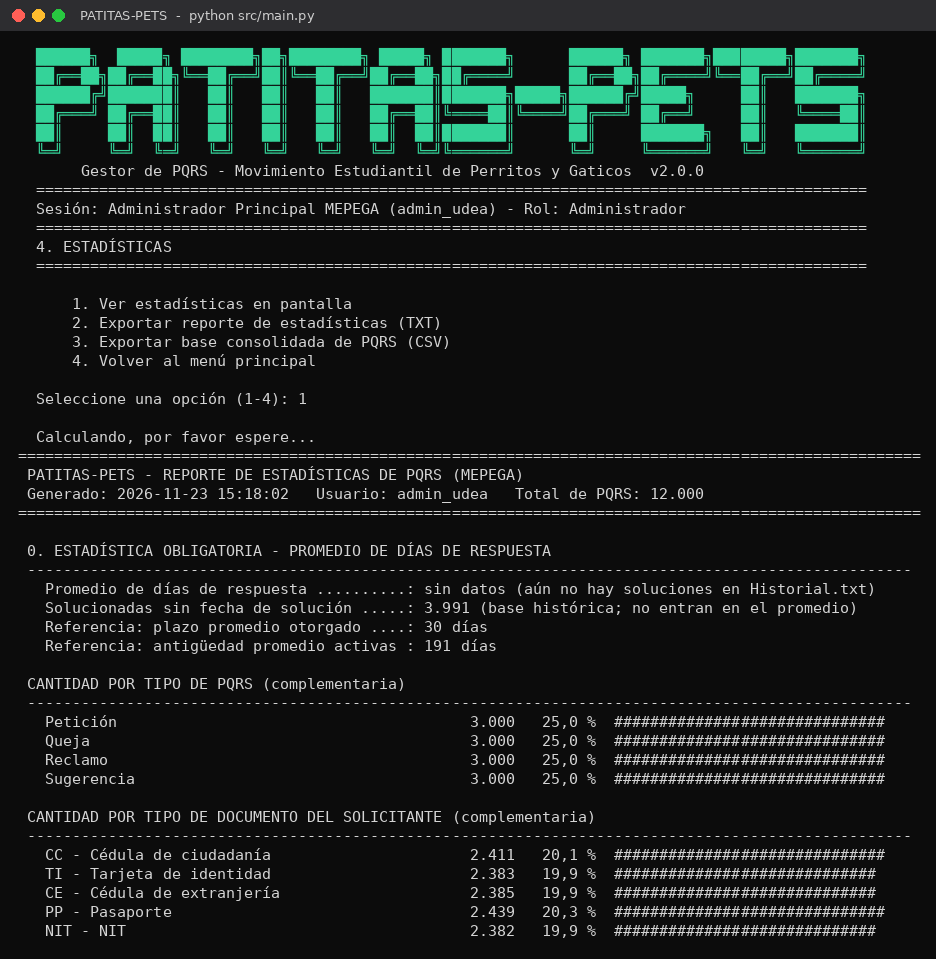 PATITAS-PETS - python src/main.py
PATITAS-PETS
Gestor de PQRS - Movimiento Estudiantil de Perritos y Gaticos v2.0.0
============================================================================================
Sesión: Administrador Principal MEPEGA (admin_udea) - Rol: Administrador
============================================================================================
4. ESTADÍSTICAS
============================================================================================
1. Ver estadísticas en pantalla
2. Exportar reporte de estadísticas (TXT)
3. Exportar base consolidada de PQRS (CSV)
4. Volver al menú principal
Seleccione una opción (1-4): 1
Calculando, por favor espere...
====================================================================================================
PATITAS-PETS - REPORTE DE ESTADÍSTICAS DE PQRS (MEPEGA)
Generado: 2026-11-23 15:18:02 Usuario: admin_udea Total de PQRS: 12.000
====================================================================================================
0. ESTADÍSTICA OBLIGATORIA - PROMEDIO DE DÍAS DE RESPUESTA
--------------------------------------------------------------------------------------------------
Promedio de días de respuesta ..........: sin datos (aún no hay soluciones en Historial.txt)
Solucionadas sin fecha de solución .....: 3.991 (base histórica; no entran en el promedio)
Referencia: plazo promedio otorgado ....: 30 días
Referencia: antigüedad promedio activas : 191 días
CANTIDAD POR TIPO DE PQRS (complementaria)
--------------------------------------------------------------------------------------------------
Petición 3.000 25,0 % ##############################
Queja 3.000 25,0 % ##############################
Reclamo 3.000 25,0 % ##############################
Sugerencia 3.000 25,0 % ##############################
CANTIDAD POR TIPO DE DOCUMENTO DEL SOLICITANTE (complementaria)
--------------------------------------------------------------------------------------------------
CC - Cédula de ciudadanía 2.411 20,1 % ##############################
TI - Tarjeta de identidad 2.383 19,9 % #############################
CE - Cédula de extranjería 2.385 19,9 % #############################
PP - Pasaporte 2.439 20,3 % ##############################
NIT - NIT 2.382 19,9 % #############################